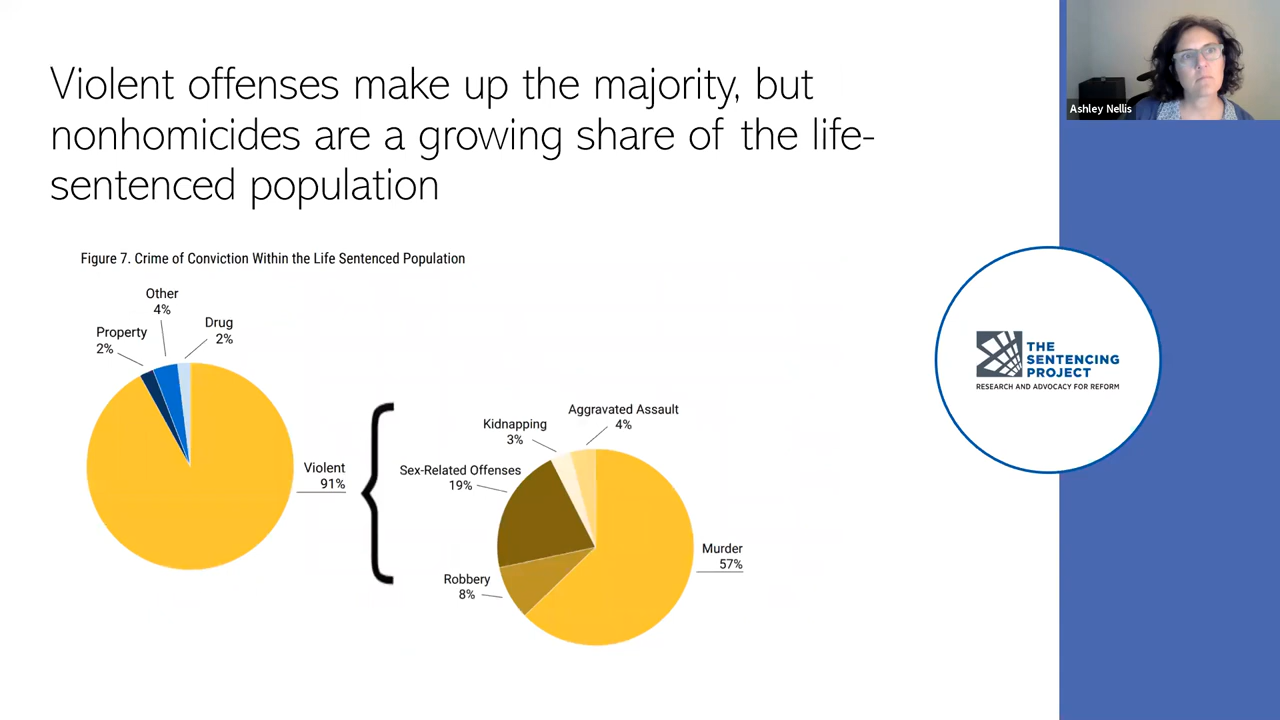 Violent offenses make up the majority, but
nonhomicides are a growing share of the life-
sentenced population
Ashley Nellis
Figure 7. Crime of Conviction Within the Life Sentenced Population
Other
4%
Drug
2%
Property
2%
Violent
91%
Aggravated Assault
4%
Kidnapping
3%
Sex-Related Offenses
19%
Murder
57%
Robbery
8%
THE
SENTENCING
PROJECT
RESEARCH AND ADVOCACY FOR REFORM